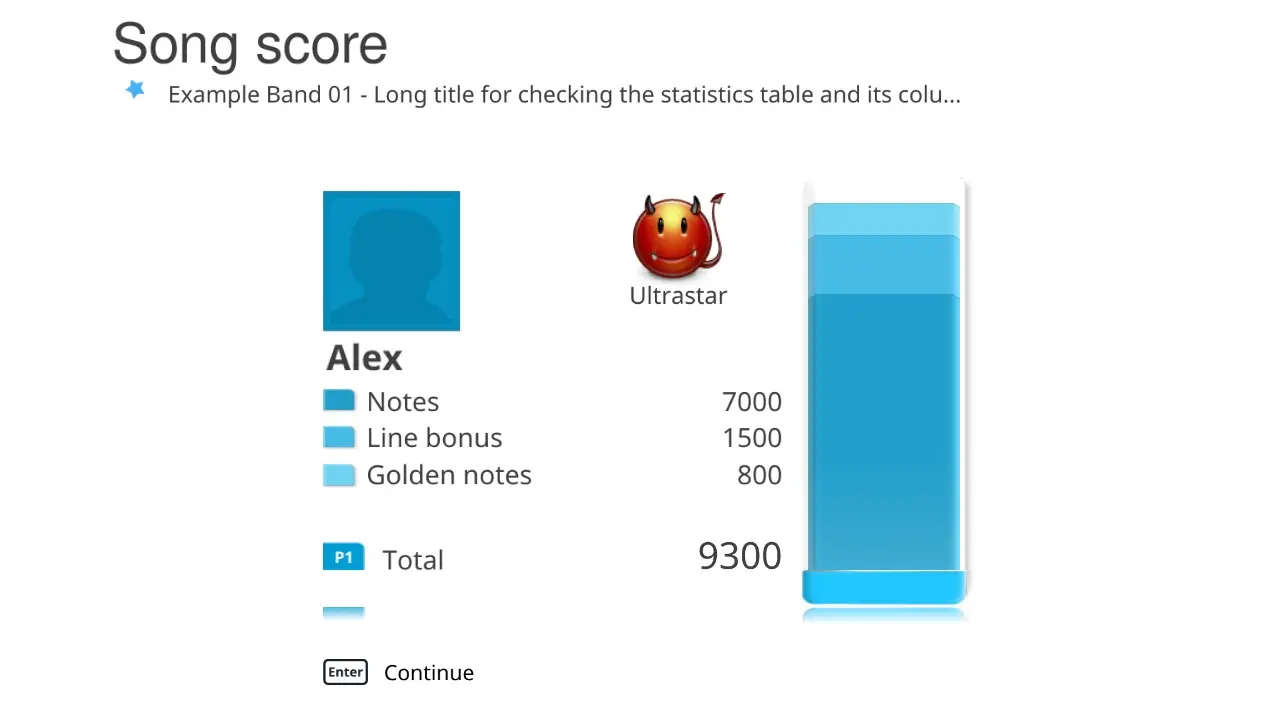 Song score
Example Band 01 - Long title for checking the statistics table and its colu...
Ultrastar
Alex
Notes 7000
Line bonus 1500
Golden notes 800
P1 Total 9300
Enter Continue